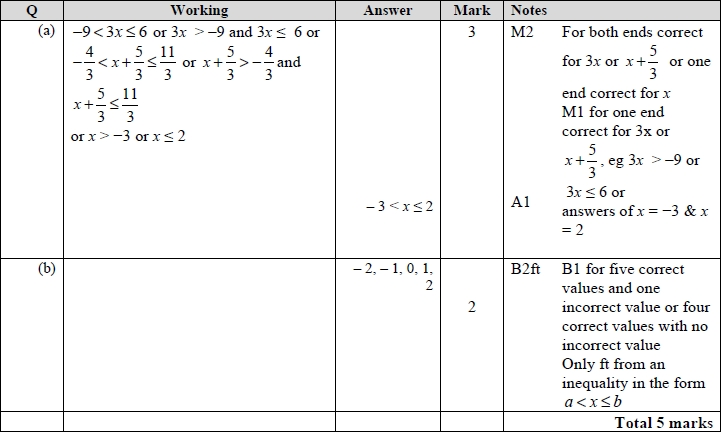 Q Working Answer Mark Notes
(a) −9 < 3x ≤ 6 or 3x > −9 and 3x ≤ 6 or 3 M2 For both ends correct
−4/3 < x + 5/3 ≤ 11/3 or x + 5/3 > −4/3 and for 3x or x + 5/3 or one
x + 5/3 ≤ 11/3 end correct for x
M1 for one end
or x > −3 or x ≤ 2 correct for 3x or
x + 5/3, eg 3x > −9 or
3x ≤ 6 or
− 3 < x ≤ 2 A1 answers of x = −3 & x
= 2
(b) − 2, − 1, 0, 1, B2ft B1 for five correct
2 values and one
2 incorrect value or four
correct values with no
incorrect value
Only ft from an
inequality in the form
a < x ≤ b
Total 5 marks